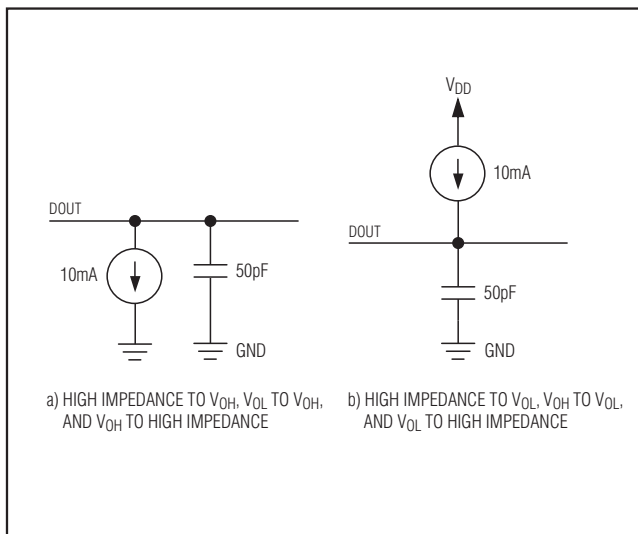 DOUT
10mA
50pF
GND
a) HIGH IMPEDANCE TO VOH, VOL TO VOH,
AND VOH TO HIGH IMPEDANCE
VDD
10mA
DOUT
50pF
GND
b) HIGH IMPEDANCE TO VOL, VOH TO VOL,
AND VOL TO HIGH IMPEDANCE